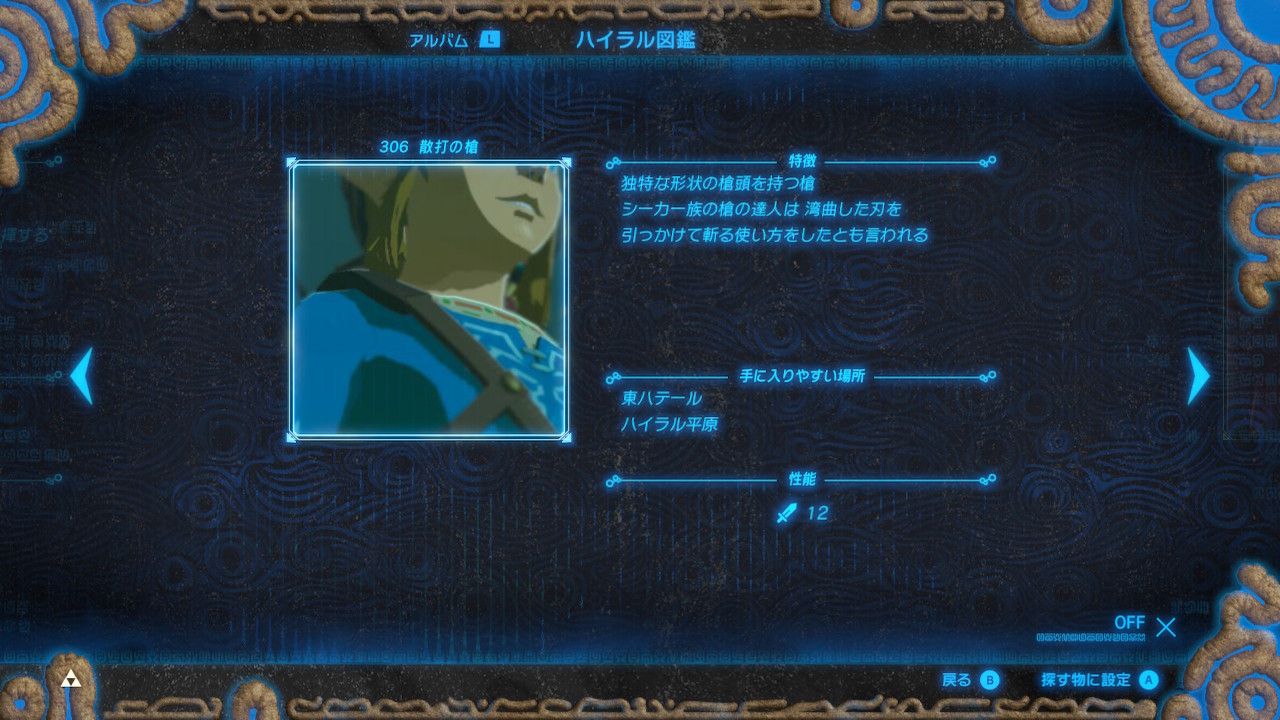 アルバム L ハイラル図鑑
306 散打の槍
特徴
独特な形状の槍頭を持つ槍
シーカー族の槍の達人は 湾曲した刃を
引っかけて斬る使い方をしたとも言われる
手に入りやすい場所
東ハテール
ハイラル平原
性能
12
OFF
戻る B 探す物に設定 A